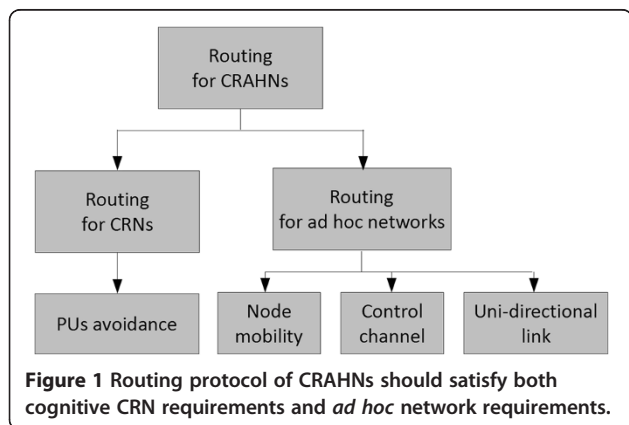 Routing
for CRAHNs
Routing
for CRNs
Routing
for ad hoc networks
PUs avoidance
Node
mobility
Control
channel
Uni-directional
link
Figure 1 Routing protocol of CRAHNs should satisfy both
cognitive CRN requirements and ad hoc network requirements.